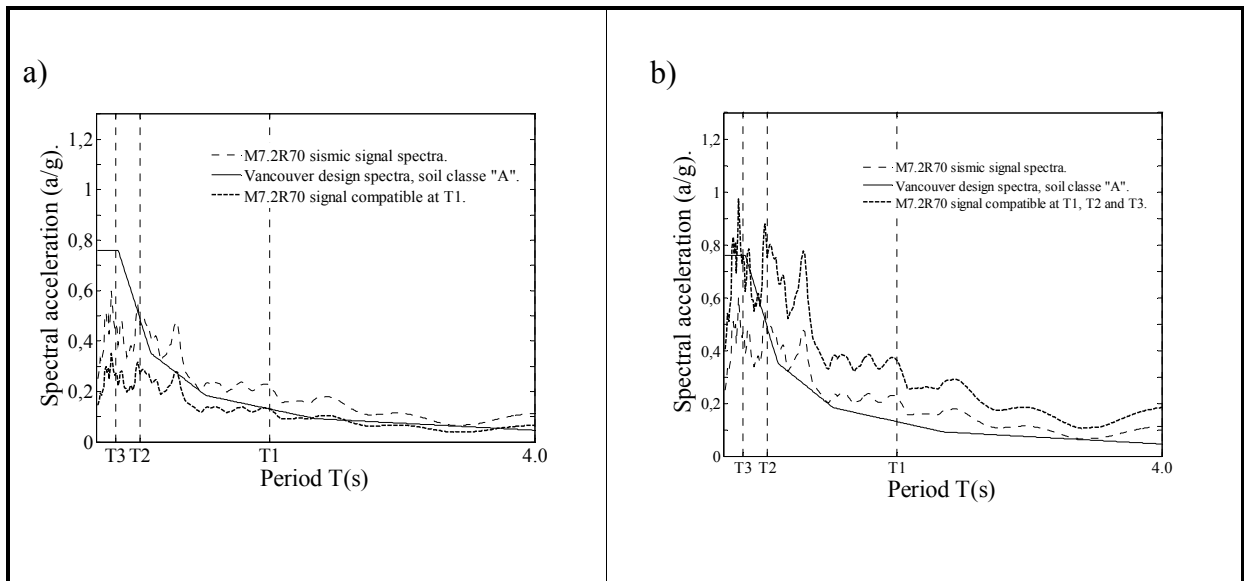 a)
Spectral acceleration (a/g).
1,2
1
0,8
0,6
0,4
0,2
0
M7.2R70 sismic signal spectra.
Vancouver design spectra, soil classe "A".
M7.2R70 signal compatible at T1.
T3 T2 T1 4.0
Period T(s)
b)
Spectral acceleration (a/g).
1,2
1
0,8
0,6
0,4
0,2
0
M7.2R70 sismic signal spectra.
Vancouver design spectra, soil classe "A".
M7.2R70 signal compatible at T1, T2 and T3.
T3 T2 T1 4.0
Period T(s)